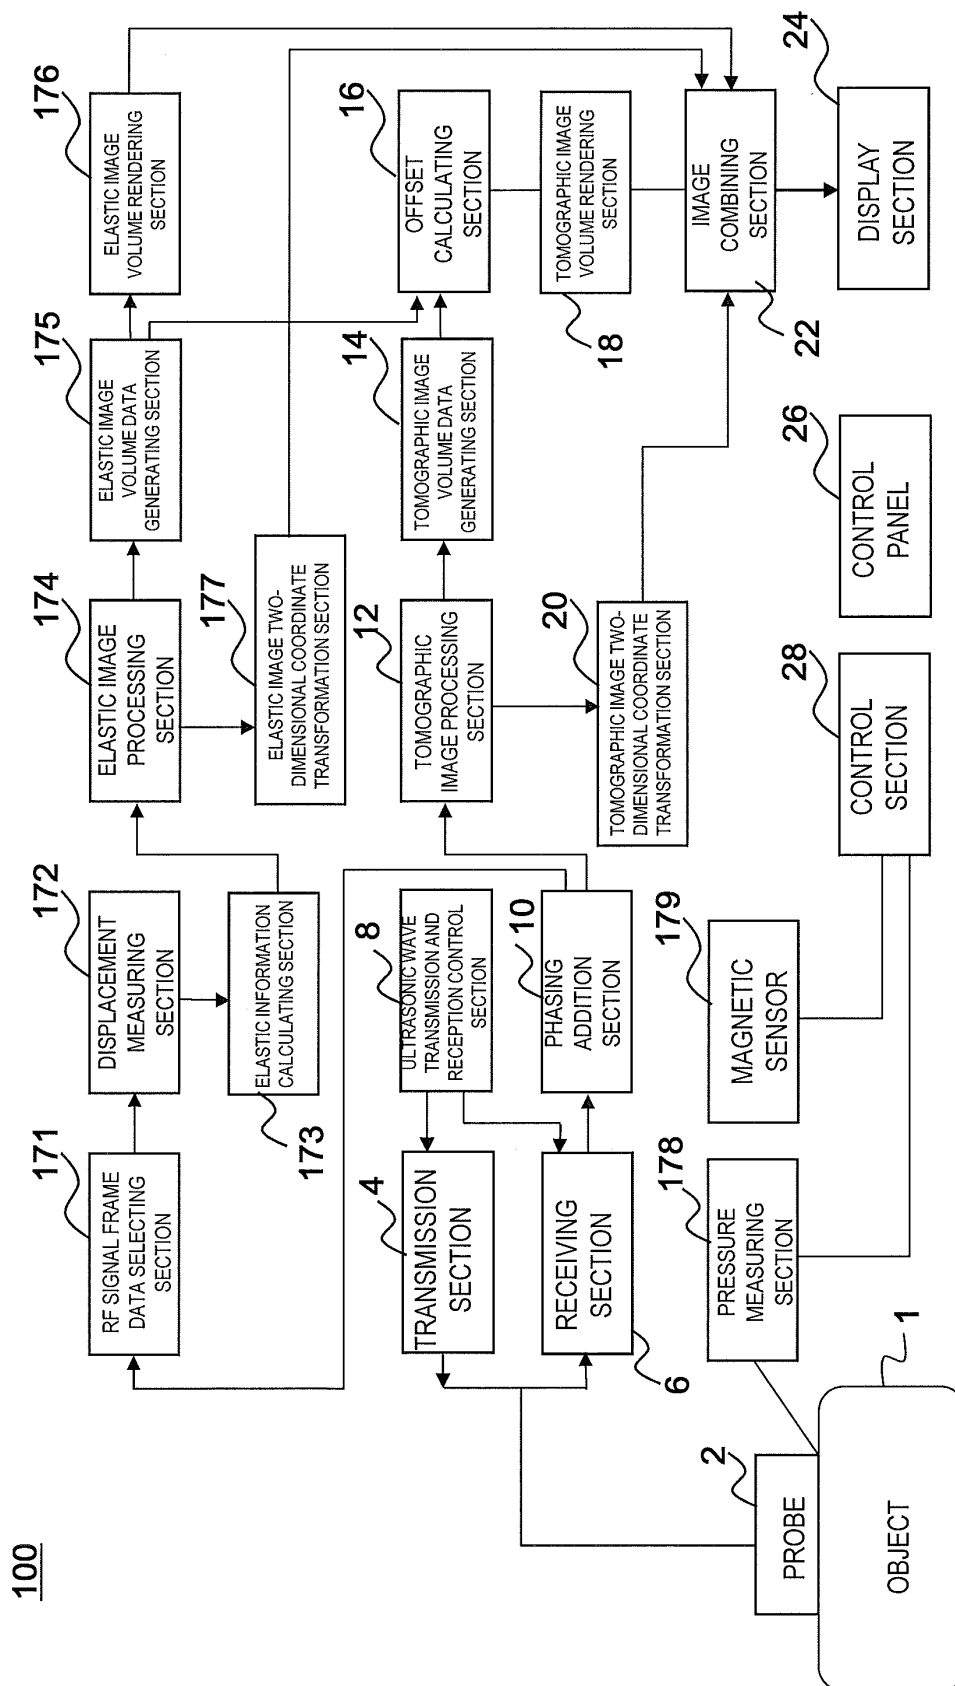 100
171
RF SIGNAL FRAME
DATA SELECTING
SECTION
172
DISPLACEMENT
MEASURING
SECTION
173
ELASTIC INFORMATION
CALCULATING SECTION
174
ELASTIC IMAGE
PROCESSING
SECTION
175
ELASTIC IMAGE
VOLUME DATA
GENERATING SECTION
176
ELASTIC IMAGE
VOLUME RENDERING
SECTION
177
ELASTIC IMAGE TWO-
DIMENSIONAL COORDINATE
TRANSFORMATION SECTION
4
TRANSMISSION
SECTION
8
ULTRASONIC WAVE
TRANSMISSION AND
RECEPTION CONTROL
SECTION
12
TOMOGRAPHIC
IMAGE PROCESSING
SECTION
14
TOMOGRAPHIC IMAGE
VOLUME DATA
GENERATING SECTION
16
OFFSET
CALCULATING
SECTION
6
RECEIVING
SECTION
10
PHASING
ADDITION
SECTION
20
TOMOGRAPHIC IMAGE TWO-
DIMENSIONAL COORDINATE
TRANSFORMATION SECTION
18
TOMOGRAPHIC IMAGE
VOLUME RENDERING
SECTION
178
PRESSURE
MEASURING
SECTION
179
MAGNETIC
SENSOR
22
IMAGE
COMBINING
SECTION
2
PROBE
1
OBJECT
28
CONTROL
SECTION
26
CONTROL
PANEL
24
DISPLAY
SECTION